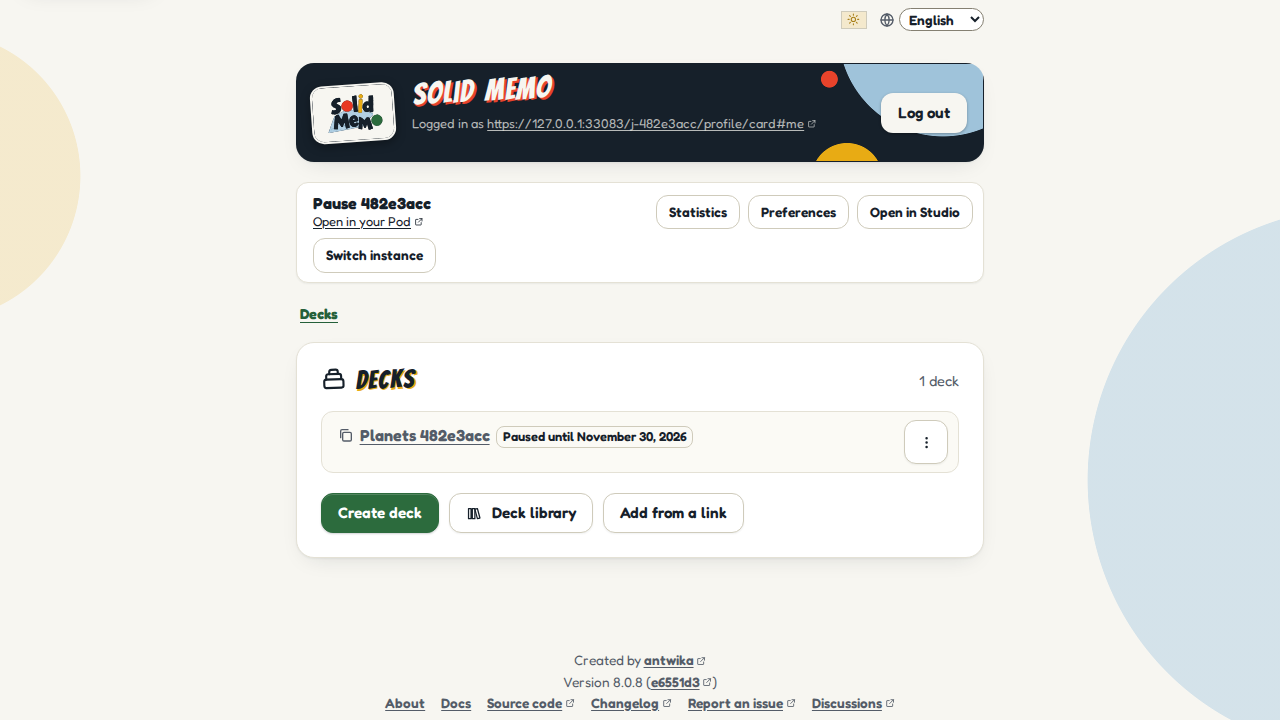 English
Solid Memo
SOLID MEMO
Logged in as https://127.0.0.1:33083/j-482e3acc/profile/card#me
Log out
Pause 482e3acc
Open in your Pod
Statistics
Preferences
Open in Studio
Switch instance
Decks
DECKS
1 deck
Planets 482e3acc
Paused until November 30, 2026
Create deck
Deck library
Add from a link
Created by antwika
Version 8.0.8 (e6551d3)
About Docs Source code Changelog Report an issue Discussions